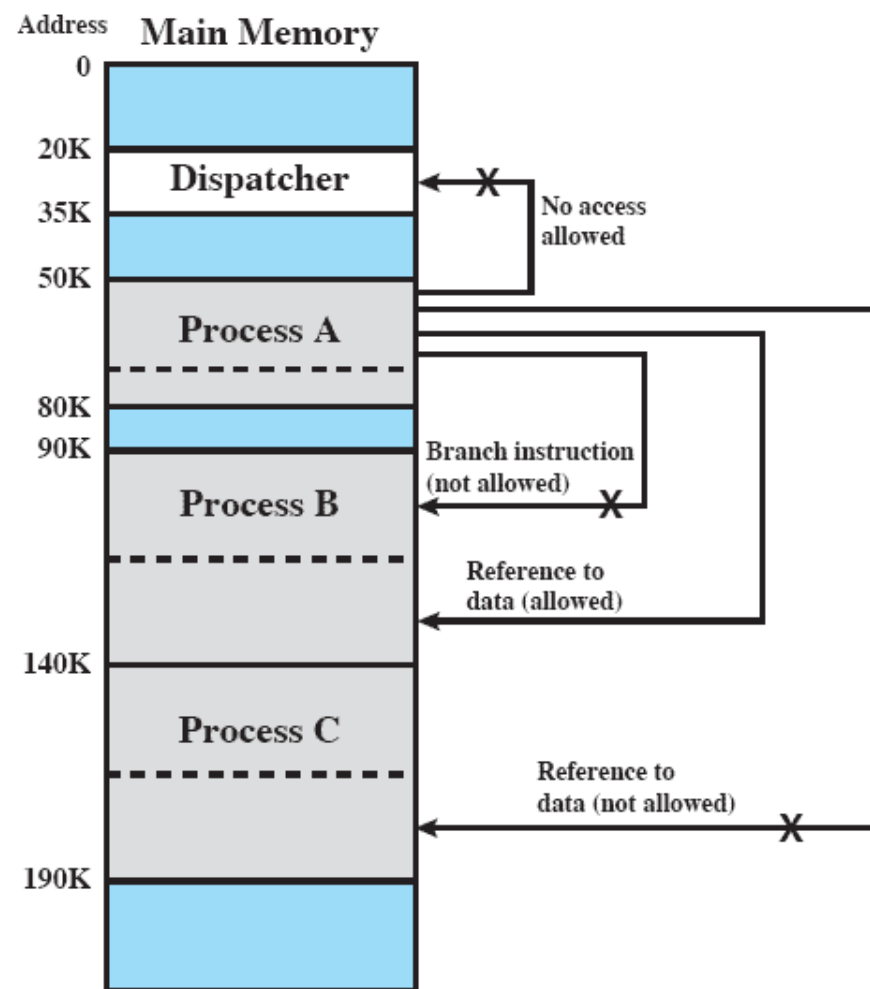 Address
Main Memory
0
20K
Dispatcher
X
35K
No access
allowed
50K
Process A
80K
90K
Branch instruction
(not allowed)
X
Process B
Reference to
data (allowed)
140K
Process C
Reference to
data (not allowed)
X
190K